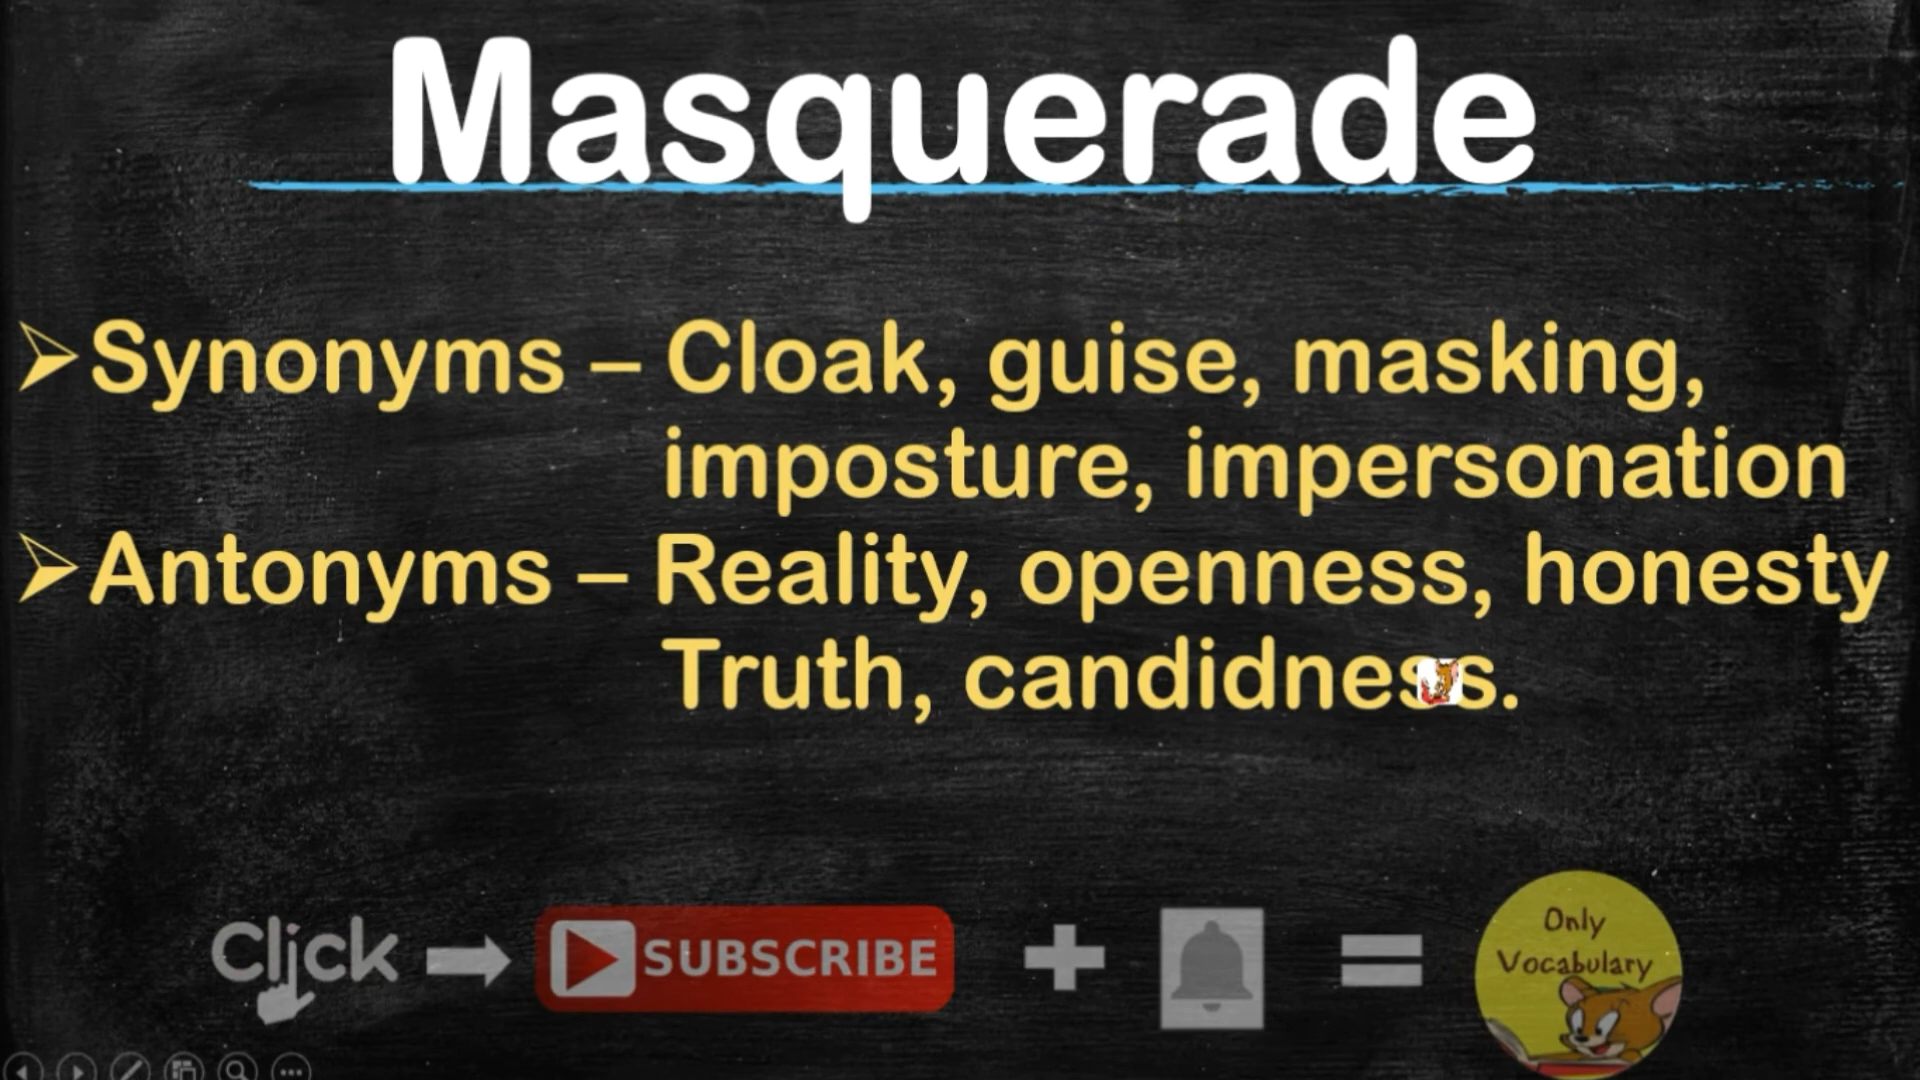 Masquerade
➢Synonyms – Cloak, guise, masking,
imposture, impersonation
➢Antonyms – Reality, openness, honesty
Truth, candidness.
Click
SUBSCRIBE
Only
Vocabulary